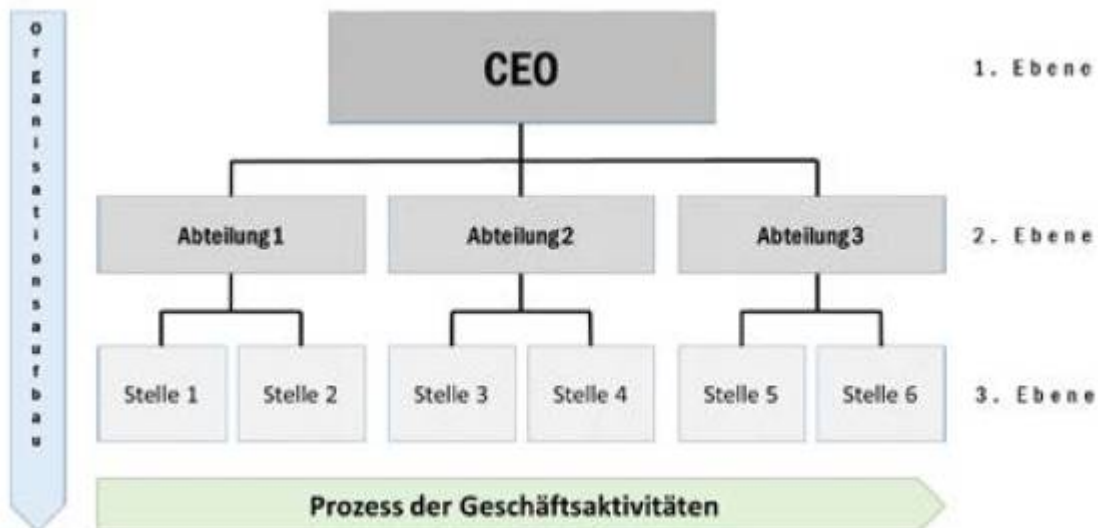 Organisationsaufbau
CEO
1. Ebene
Abteilung1
Abteilung2
Abteilung3
2. Ebene
Stelle 1
Stelle 2
Stelle 3
Stelle 4
Stelle 5
Stelle 6
3. Ebene
Prozess der Geschäftsaktivitäten